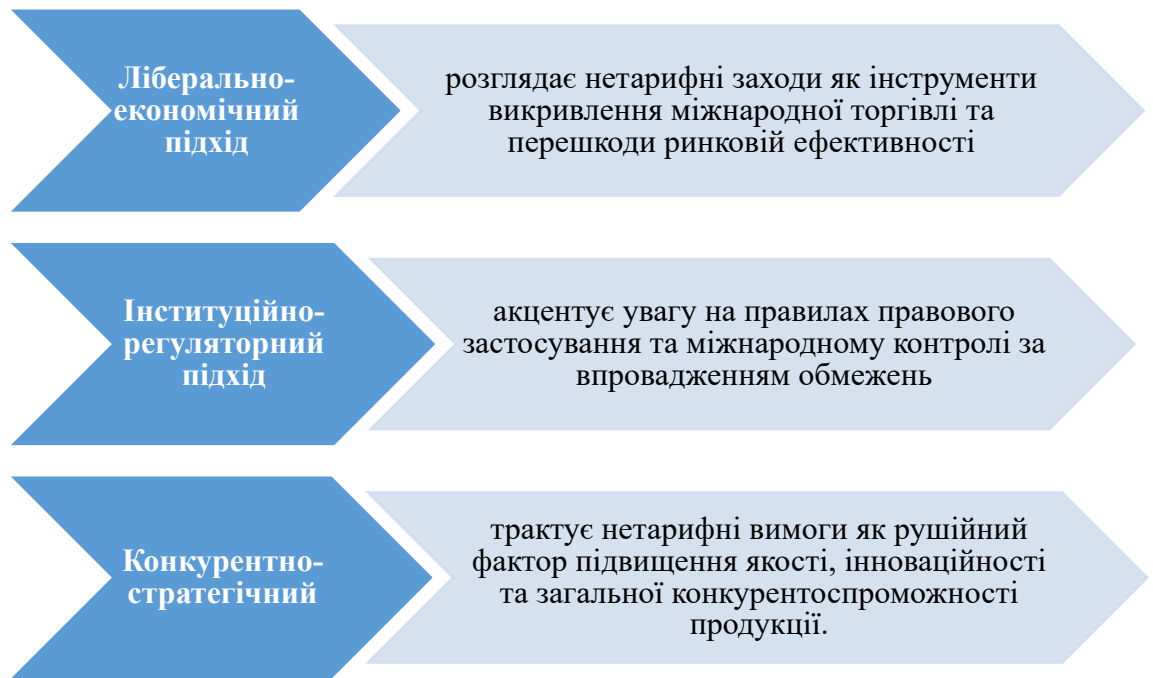 Ліберально-
економічний
підхід
розглядає нетарифні заходи як інструменти
викривлення міжнародної торгівлі та
перешкоди ринковій ефективності
Інституційно-
регуляторний
підхід
акцентує увагу на правилах правового
застосування та міжнародному контролі за
впровадженням обмежень
Конкурентно-
стратегічний
трактує нетарифні вимоги як рушійний
фактор підвищення якості, інноваційності
та загальної конкурентоспроможності
продукції.